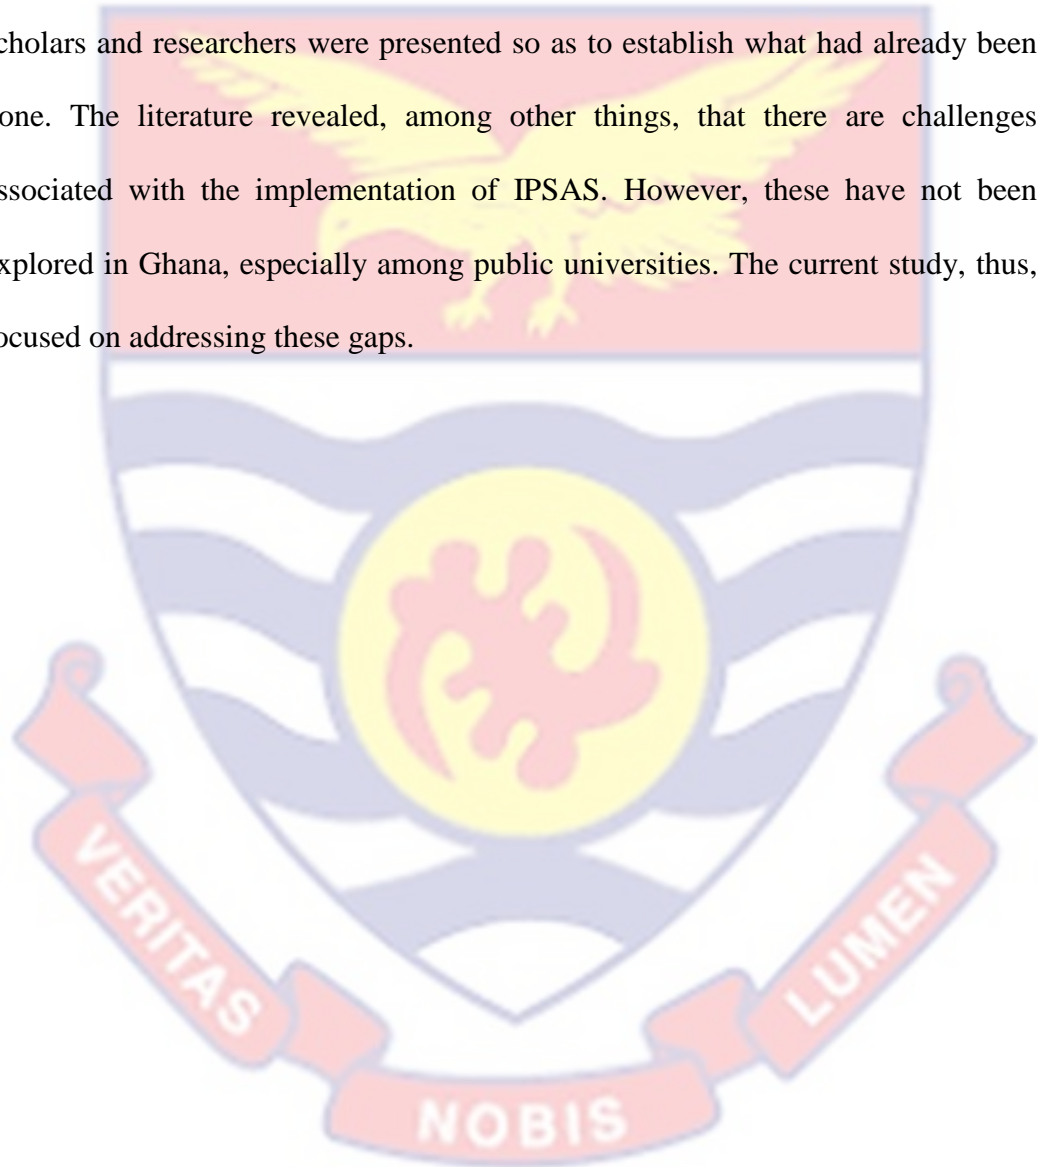 cholars and researchers were presented so as to establish what had already been
one. The literature revealed, among other things, that there are challenges
ssociated with the implementation of IPSAS. However, these have not been
xplored in Ghana, especially among public universities. The current study, thus,
ocused on addressing these gaps.
VERITAS
NOBIS
LUMEN